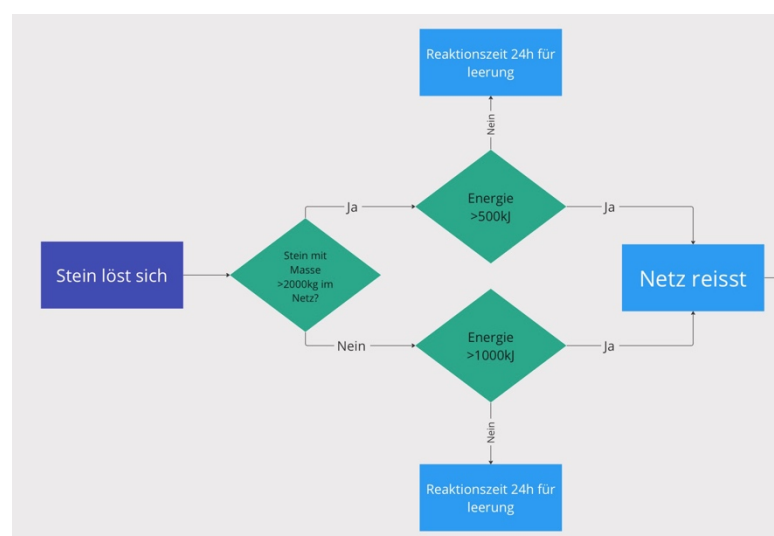 Reaktionszeit 24h für
leerung
Nein
Energie
>500kJ
Ja
Ja
Stein löst sich
Stein mit
Masse
>2000kg im
Netz?
Netz reisst
Nein
Energie
>1000kJ
Ja
Nein
Reaktionszeit 24h für
leerung